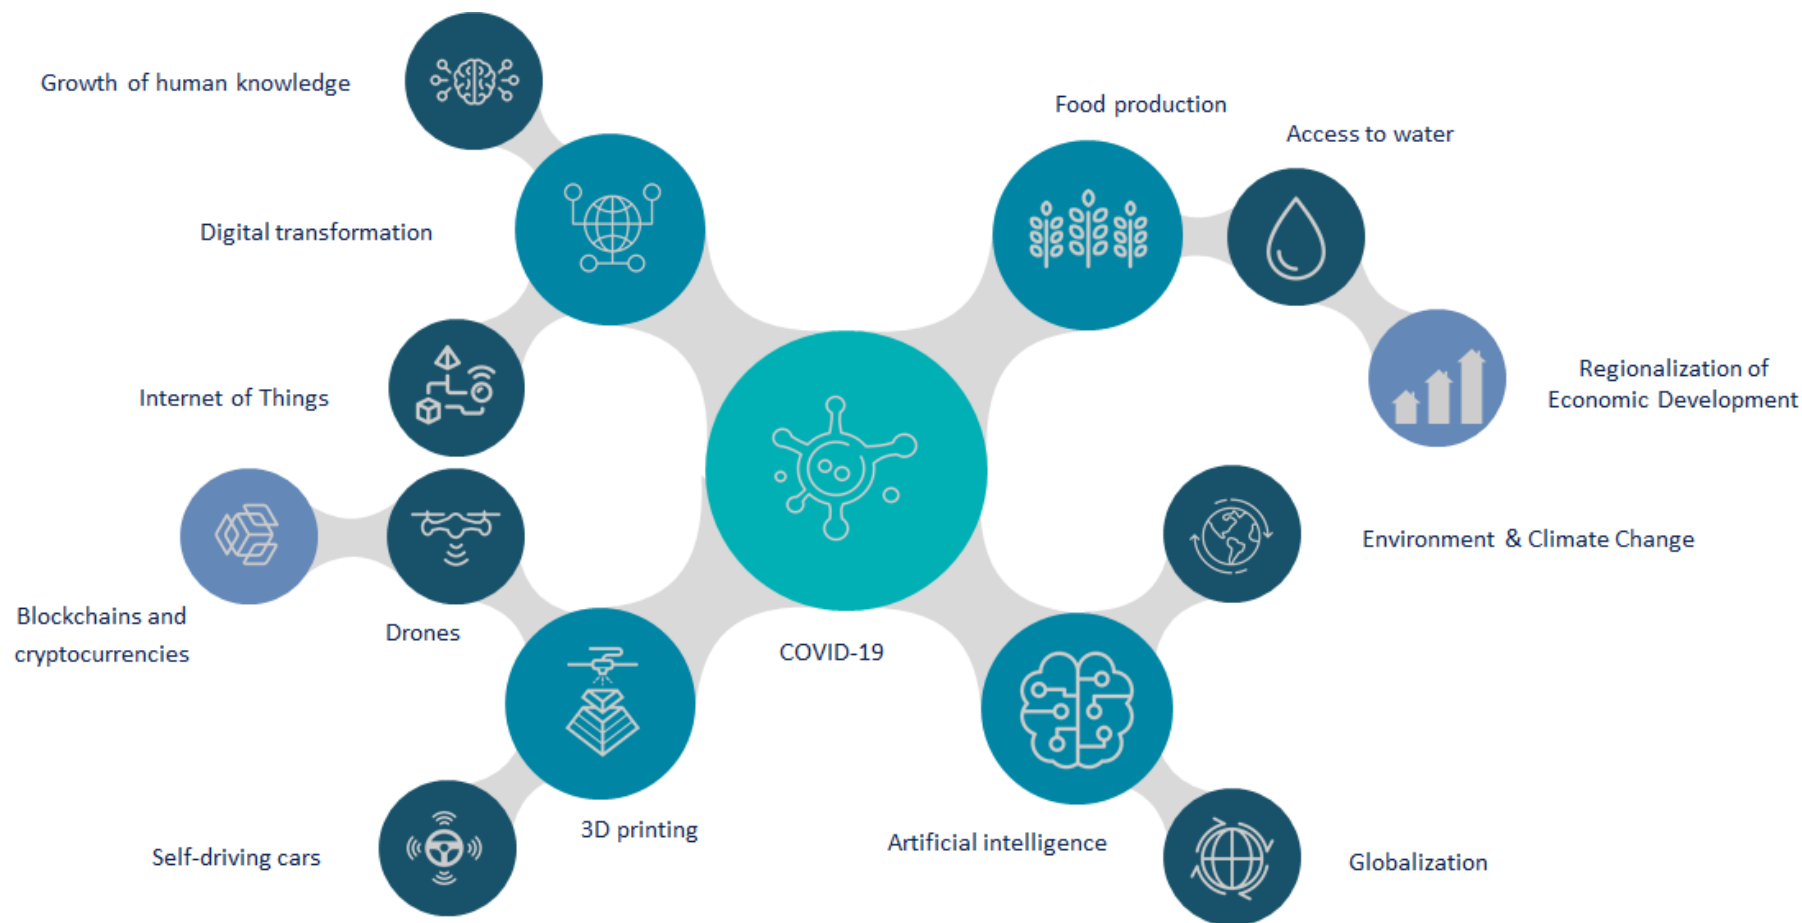 Growth of human knowledge
Food production
Access to water
Digital transformation
Regionalization of
Economic Development
Internet of Things
Environment & Climate Change
Blockchains and
cryptocurrencies
Drones
COVID-19
3D printing
Artificial intelligence
Self-driving cars
Globalization